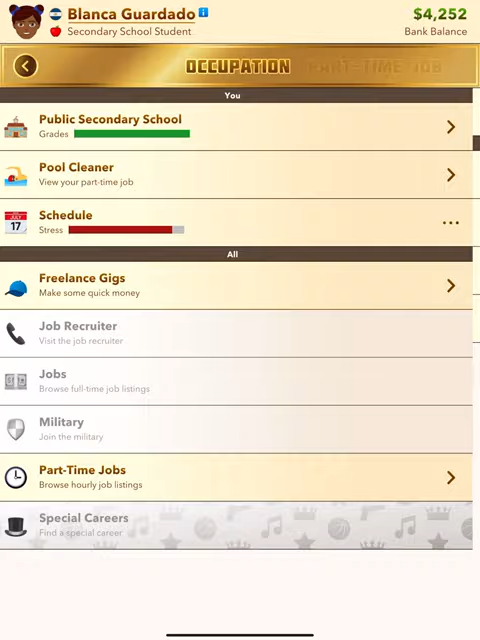 Blanca Guardado
$4,252
Secondary School Student
Bank Balance
OCCUPATION
PART-TIME JOB
You
Public Secondary School
Grades
Pool Cleaner
View your part-time job
JULY
17
Schedule
Stress
All
Freelance Gigs
Make some quick money
Job Recruiter
Visit the job recruiter
Jobs
Browse full-time job listings
Military
Join the military
Part-Time Jobs
Browse hourly job listings
Special Careers
Find a special career